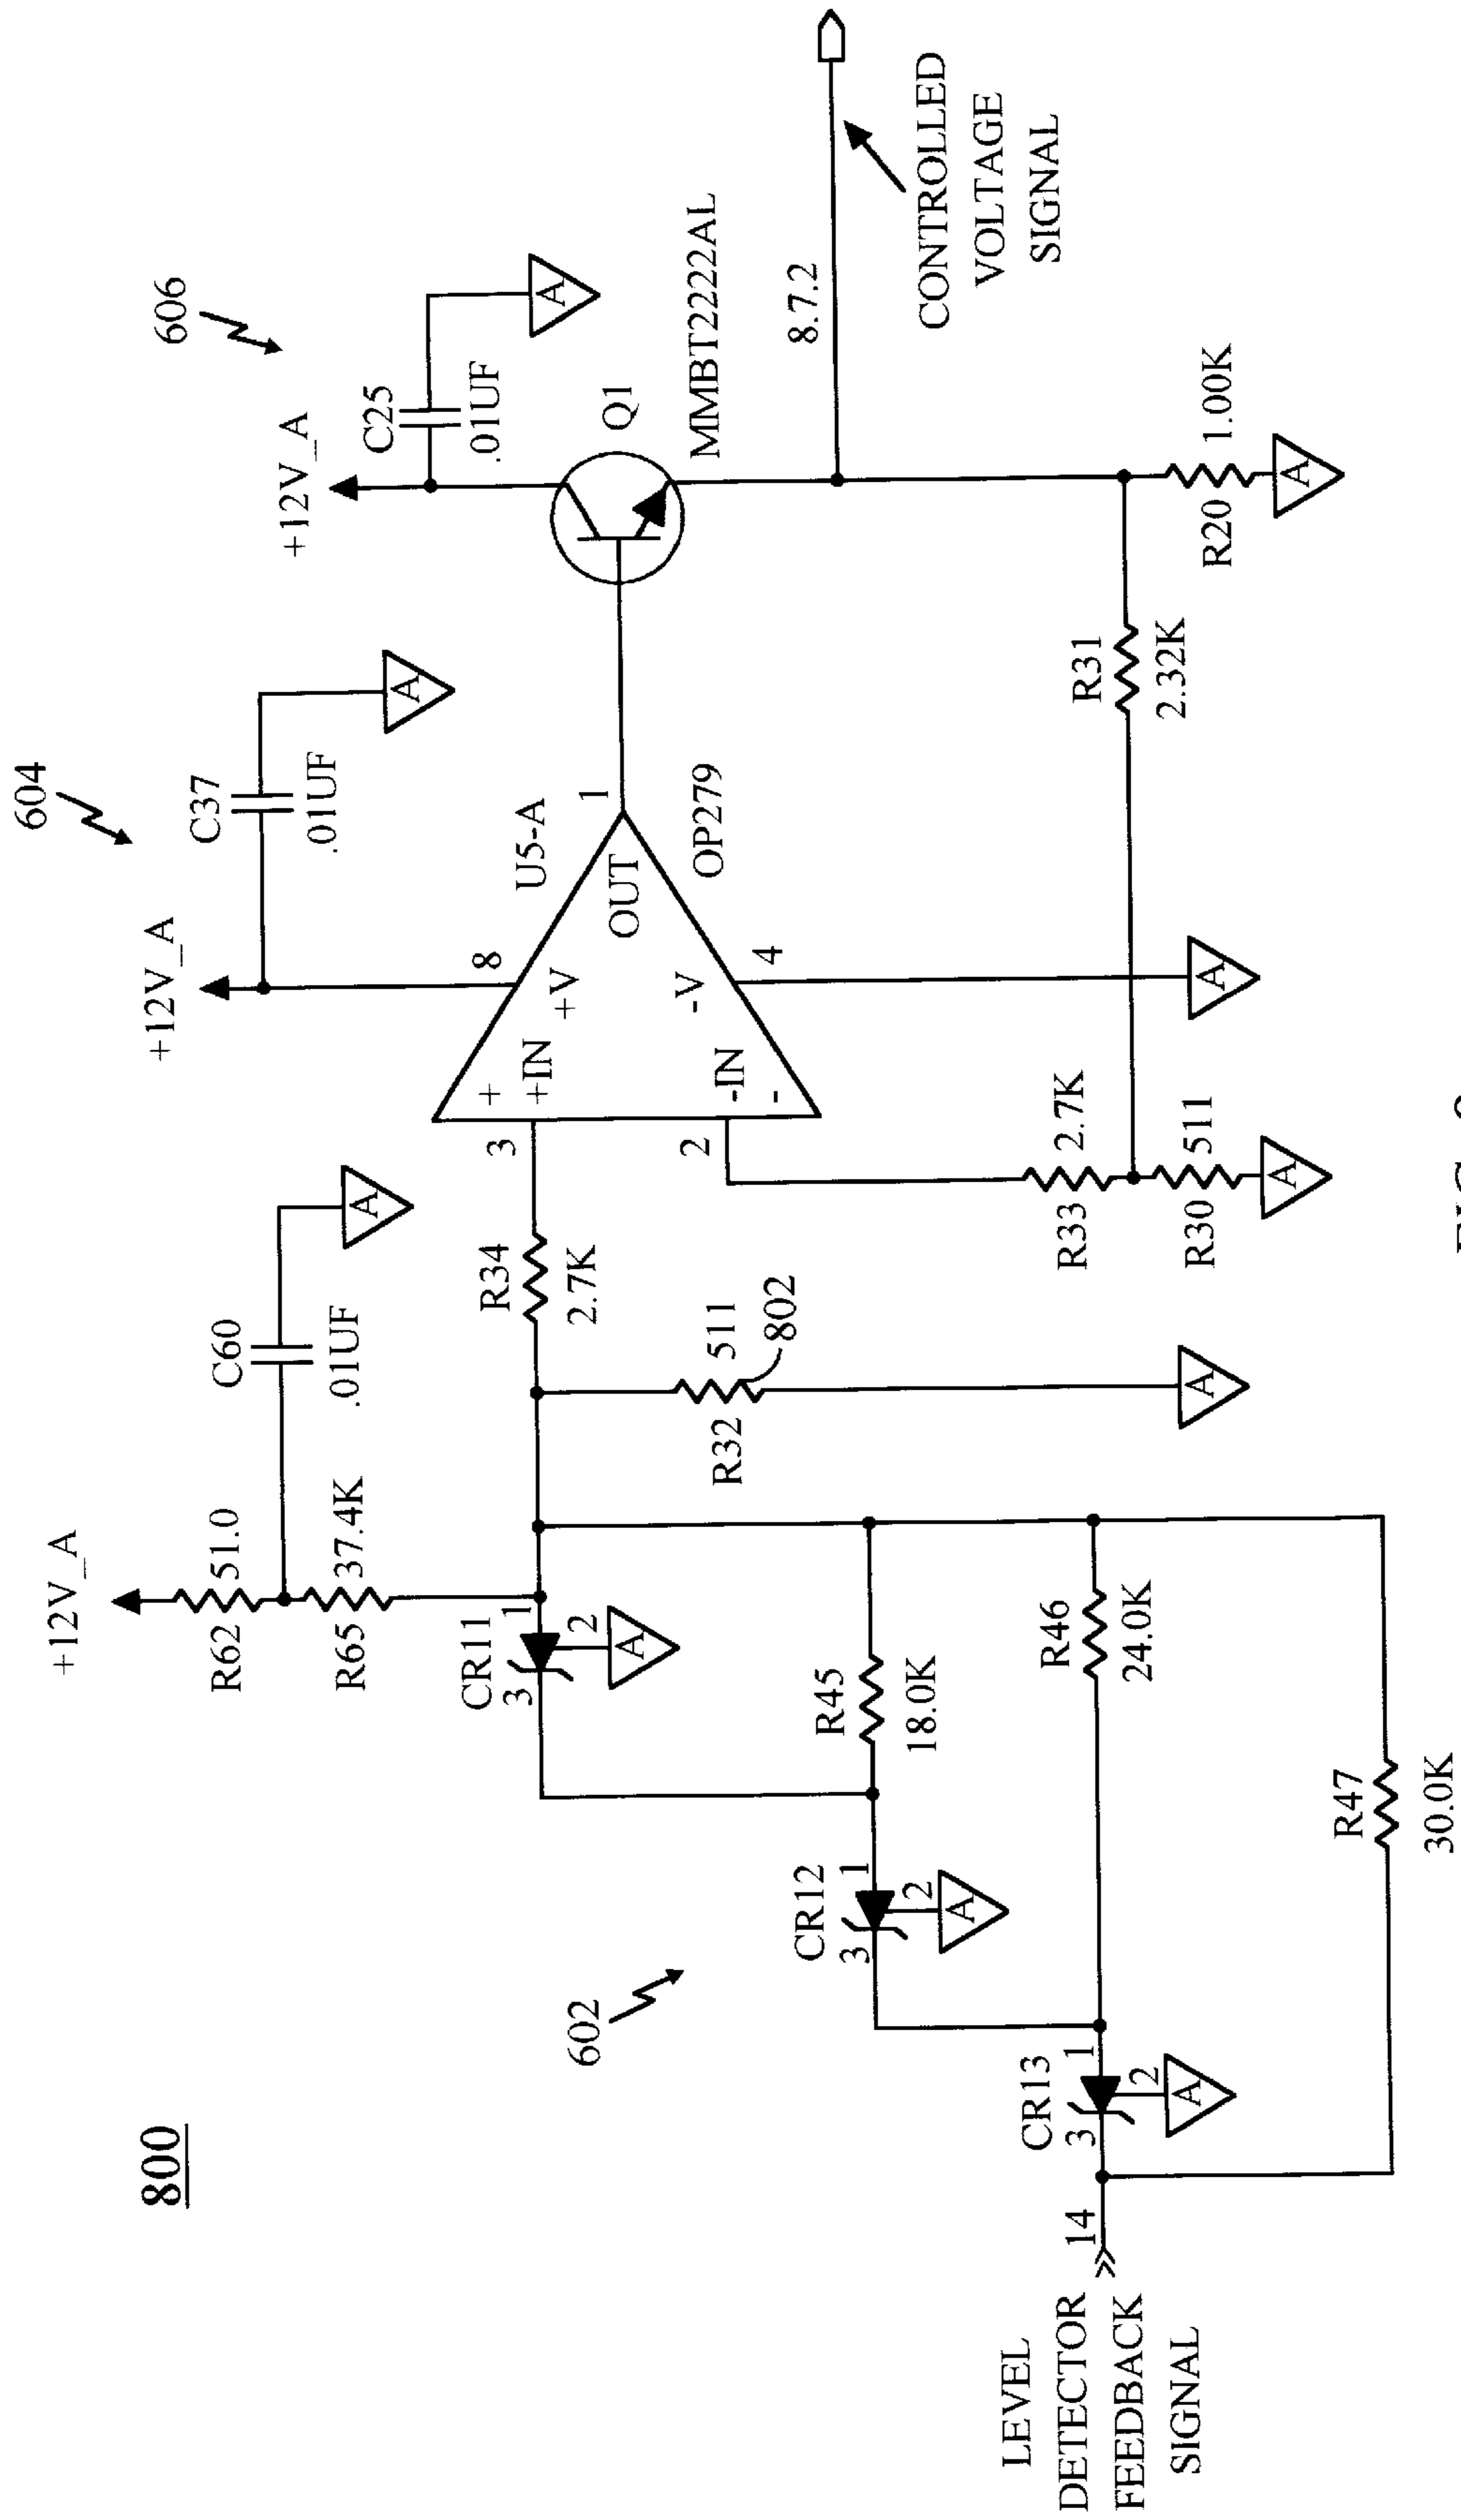 800
602
604
606
+12V_A
R62 51.0
R65 37.4K
C60
.01UF
A
CR11
3
1
2
A
R45
18.0K
CR12
3
1
2
A
R46
24.0K
CR13
3
1
2
A
R47
30.0K
LEVEL
DETECTOR
FEEDBACK
SIGNAL
14
R32 511
802
A
R34
2.7K
3
2
+
+IN
+V
-IN
-
-V
OUT
8
4
1
U5-A
OP279
A
+12V_A
C37
.01UF
A
R33 2.7K
R30 511
A
R31
2.32K
+12V_A
C25
.01UF
A
Q1
MMBT2222AL
8.7.2
R20 1.00K
A
CONTROLLED
VOLTAGE
SIGNAL